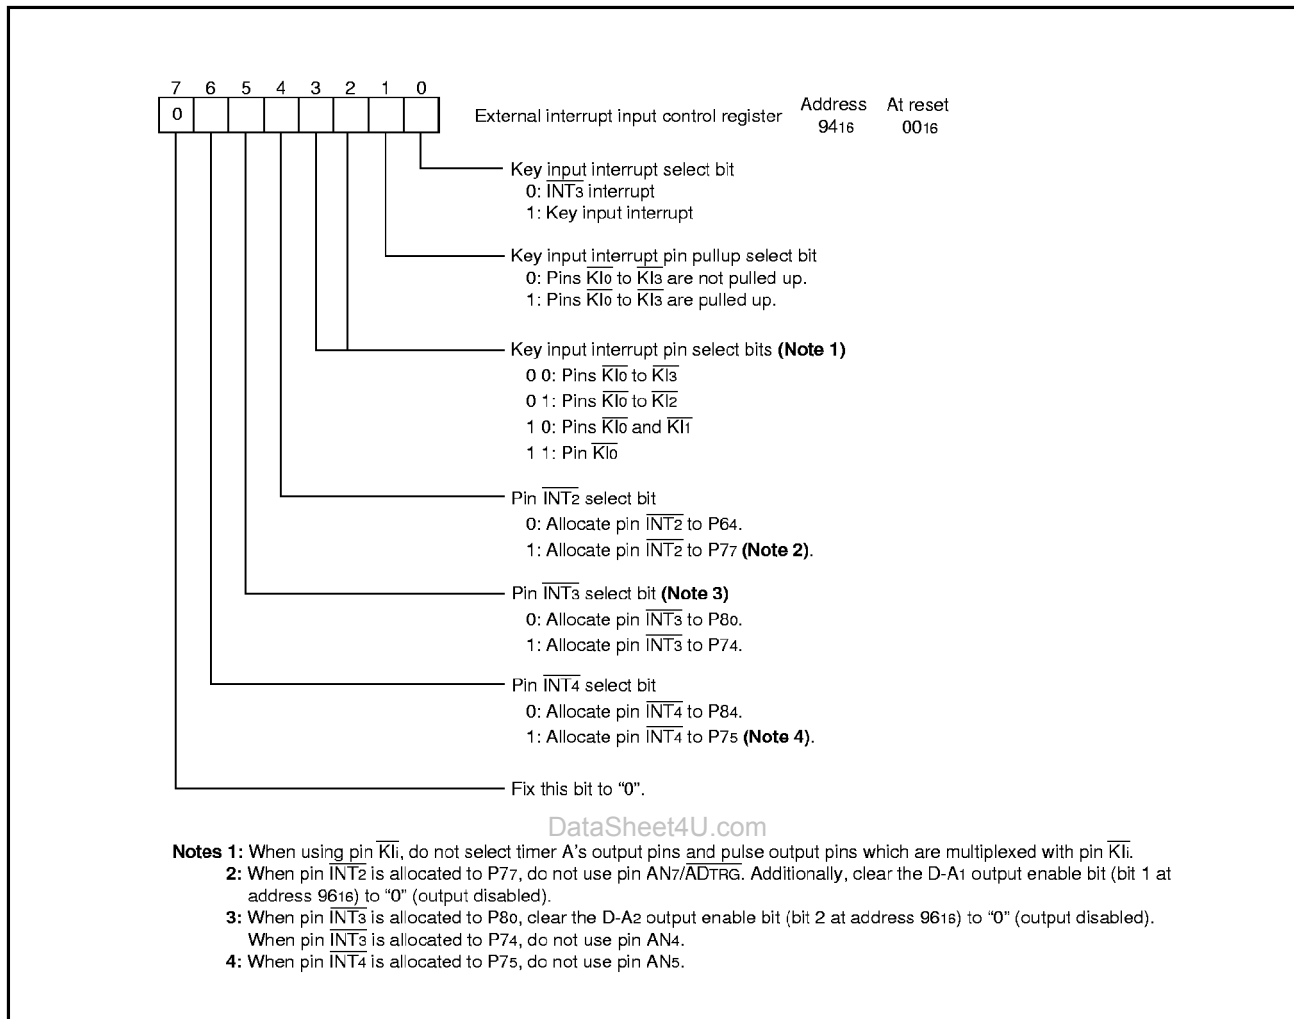 7 6 5 4 3 2 1 0
0
External interrupt input control register
Address At reset
9416 0016
Key input interrupt select bit
0: INT3 interrupt
1: Key input interrupt
Key input interrupt pin pullup select bit
0: Pins KI0 to KI3 are not pulled up.
1: Pins KI0 to KI3 are pulled up.
Key input interrupt pin select bits (Note 1)
0 0: Pins KI0 to KI3
0 1: Pins KI0 to KI2
1 0: Pins KI0 and KI1
1 1: Pin KI0
Pin INT2 select bit
0: Allocate pin INT2 to P64.
1: Allocate pin INT2 to P77 (Note 2).
Pin INT3 select bit (Note 3)
0: Allocate pin INT3 to P80.
1: Allocate pin INT3 to P74.
Pin INT4 select bit
0: Allocate pin INT4 to P84.
1: Allocate pin INT4 to P75 (Note 4).
Fix this bit to “0”.
DataSheet4U.com
Notes 1: When using pin KIi, do not select timer A’s output pins and pulse output pins which are multiplexed with pin KIi.
2: When pin INT2 is allocated to P77, do not use pin AN7/ADTRG. Additionally, clear the D-A1 output enable bit (bit 1 at
address 9616) to “0” (output disabled).
3: When pin INT3 is allocated to P80, clear the D-A2 output enable bit (bit 2 at address 9616) to “0” (output disabled).
When pin INT3 is allocated to P74, do not use pin AN4.
4: When pin INT4 is allocated to P75, do not use pin AN5.